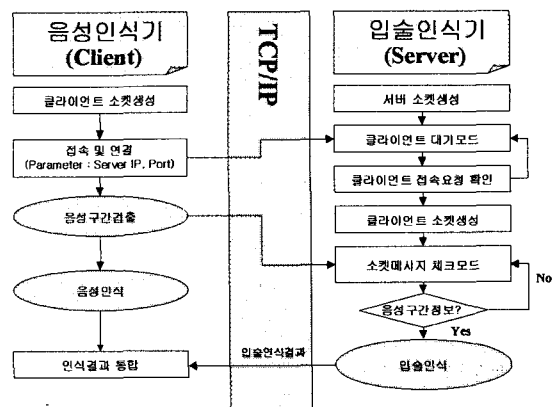 음성인식기
(Client)
클라이언트 소켓생성
접속 및 연결
(Parameter : Server IP, Port)
음성구간검출
음성인식
인식결과 통합
TCP/IP
입술인식결과
입술인식기
(Server)
서버 소켓생성
클라이언트 대기모드
클라이언트 접속요청 확인
클라이언트 소켓생성
소켓메시지 체크모드
음성구간정보?
No
Yes
입술인식